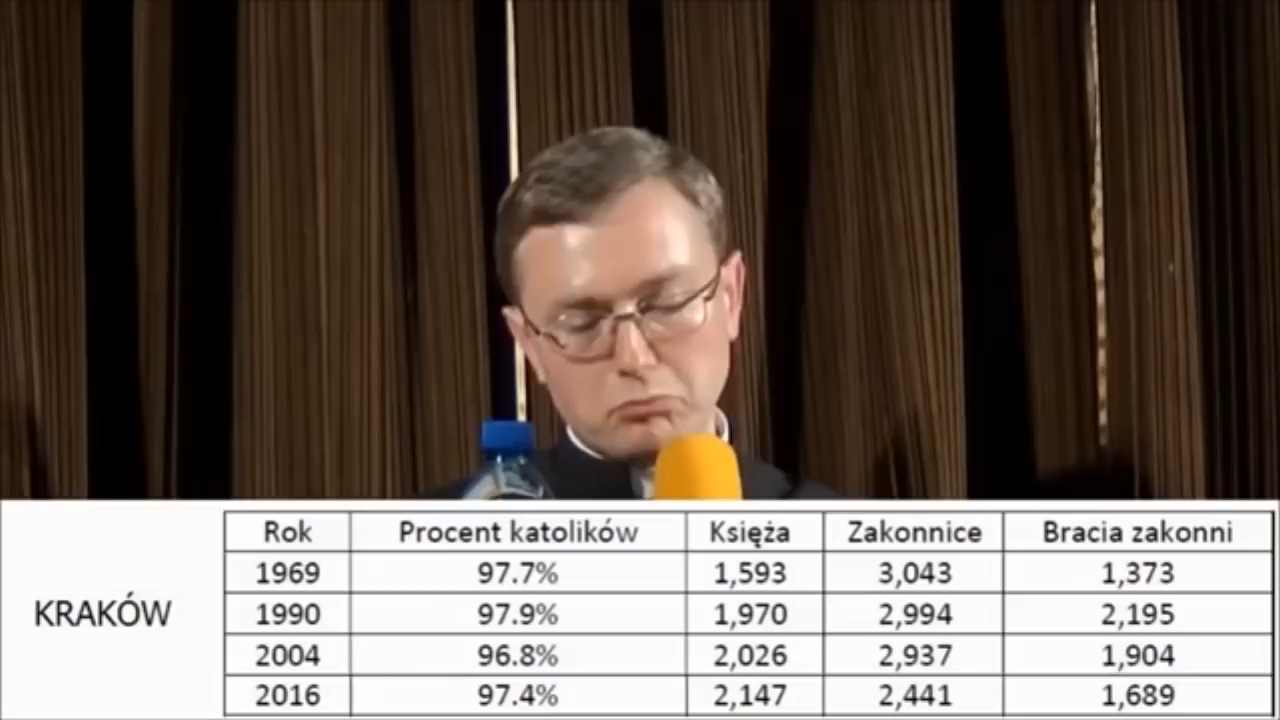 KRAKÓW
Rok Procent katolików Księża Zakonnice Bracia zakonni
1969 97.7% 1,593 3,043 1,373
1990 97.9% 1,970 2,994 2,195
2004 96.8% 2,026 2,937 1,904
2016 97.4% 2,147 2,441 1,689